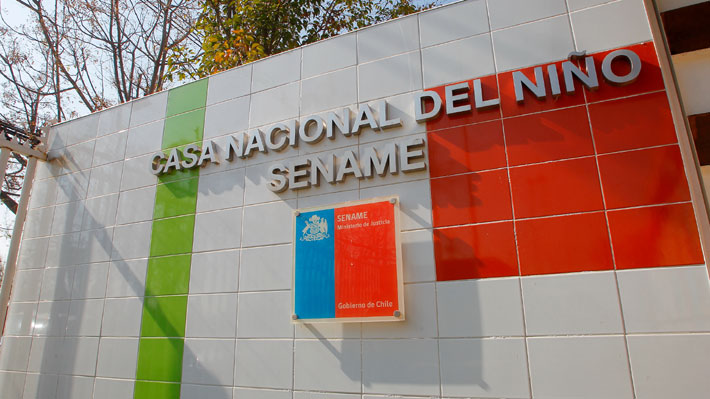 CASA NACIONAL DEL NIÑO
SENAME
SENAME
Ministerio de Justicia
Gobierno de Chile